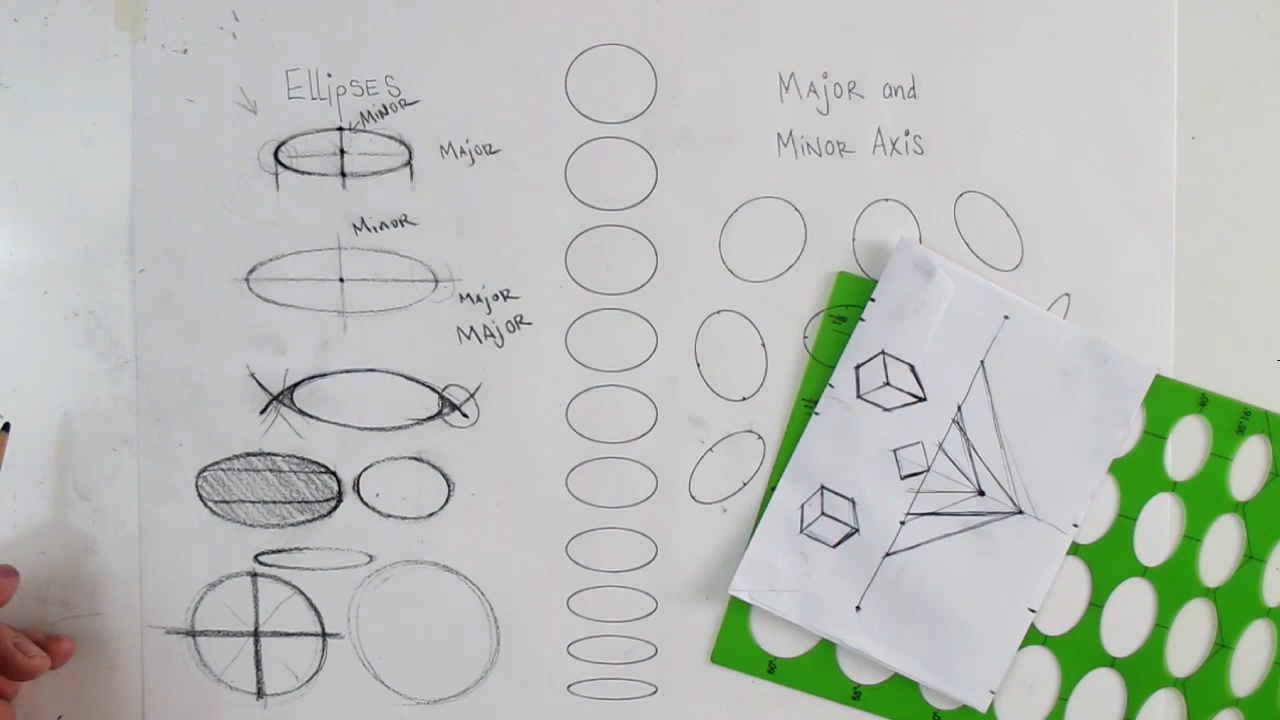 EllipsEs
MINOR
MAjOR
MINOR
MAjOR
MAjOR
MAjOR and
MINOR Axis